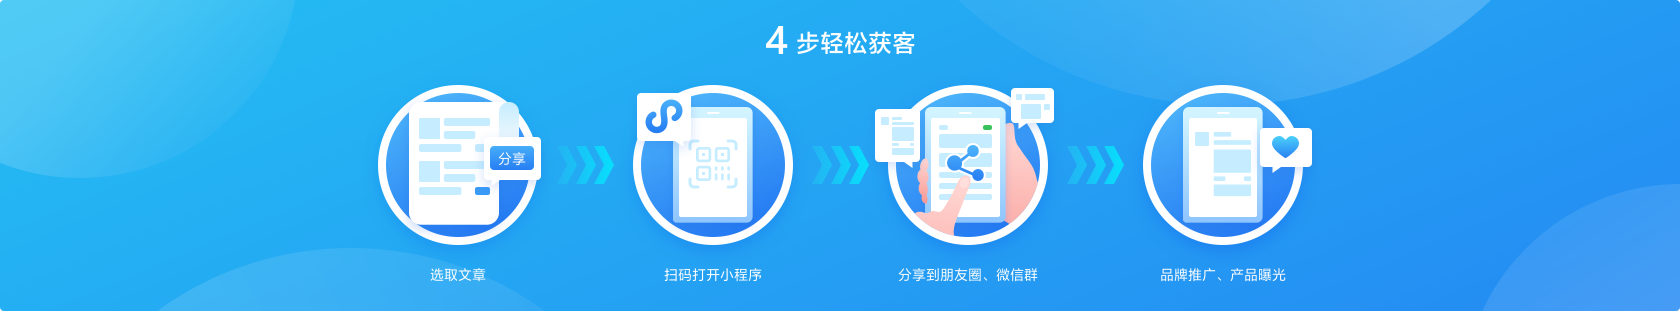 4 步轻松获客
分享
选取文章
扫码打开小程序
分享到朋友圈、微信群
品牌推广、产品曝光